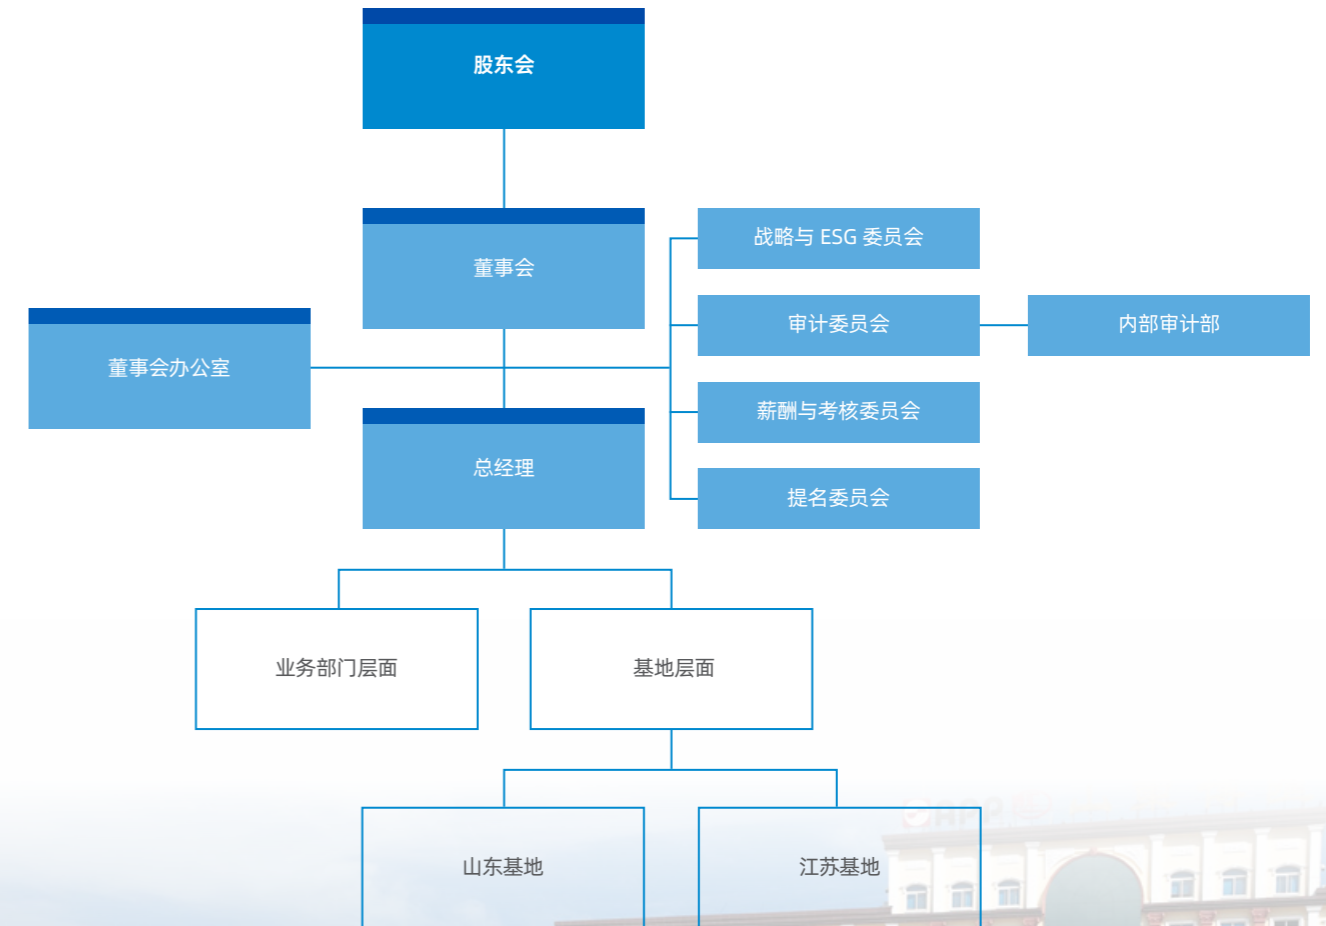 股东会
董事会
战略与 ESG 委员会
审计委员会
内部审计部
董事会办公室
薪酬与考核委员会
总经理
提名委员会
业务部门层面
基地层面
APP
山东基地
江苏基地